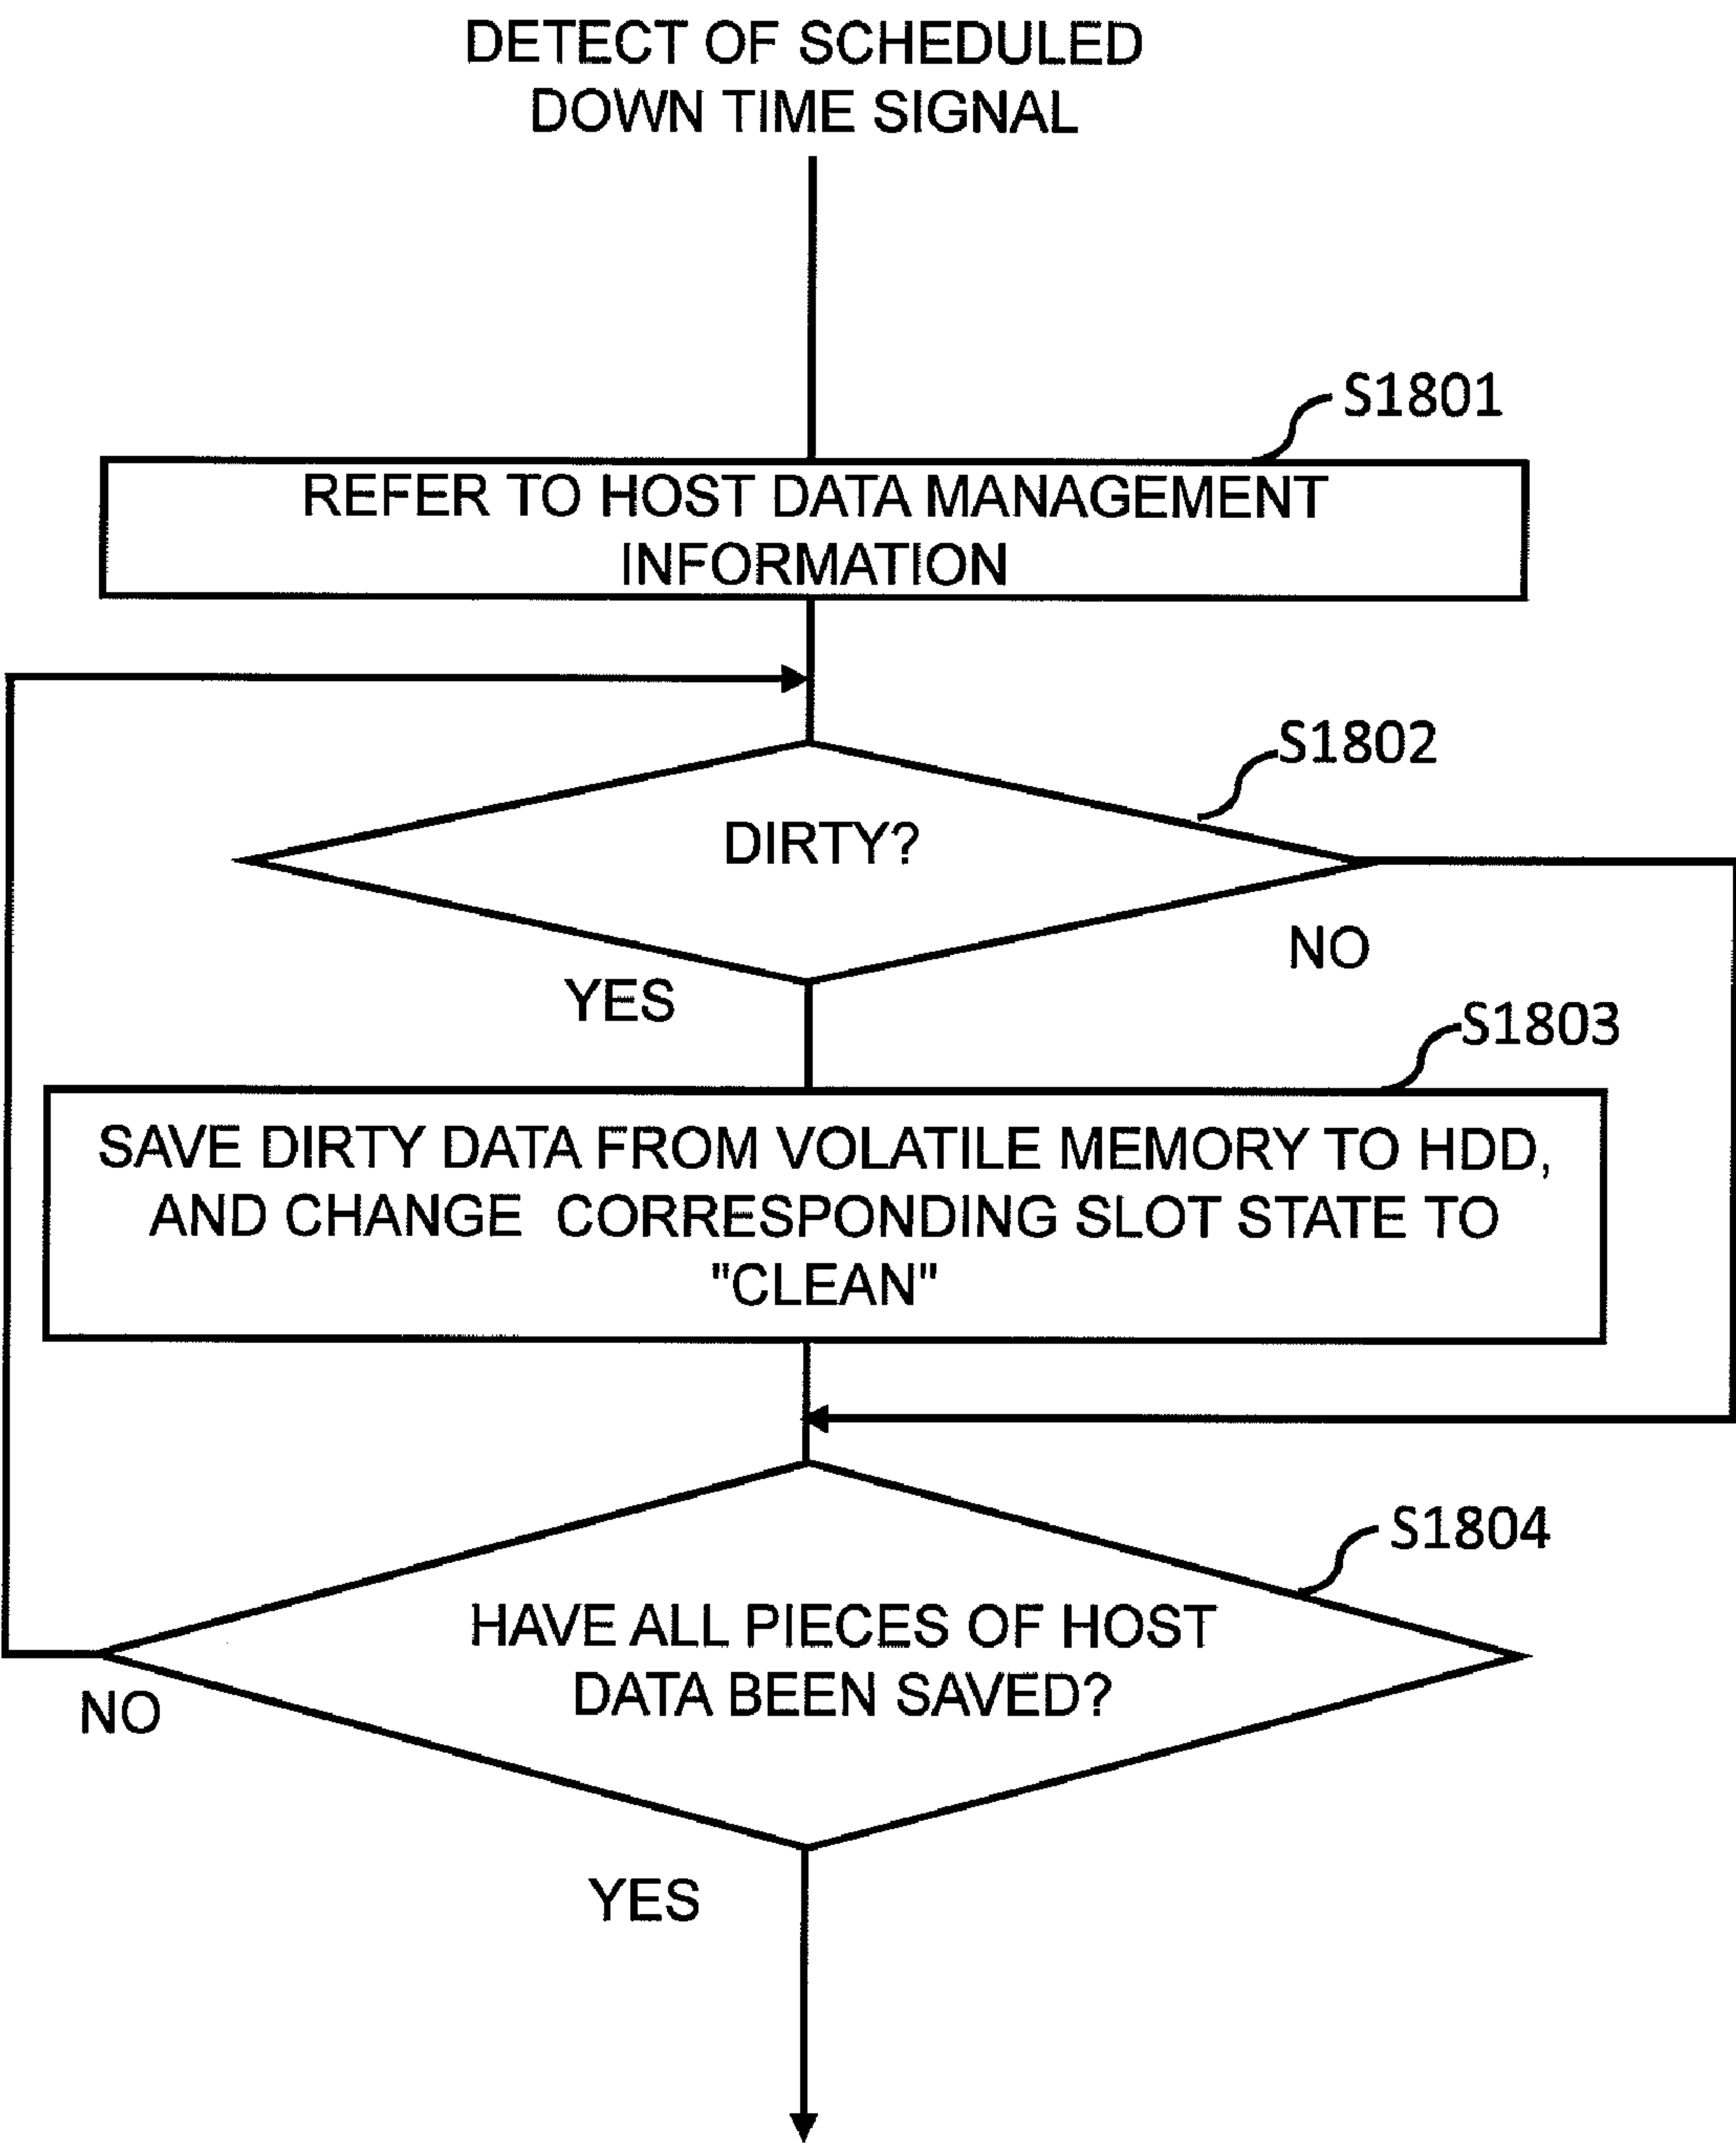 DETECT OF SCHEDULED
DOWN TIME SIGNAL
S1801
REFER TO HOST DATA MANAGEMENT
INFORMATION
S1802
DIRTY?
NO
YES
S1803
SAVE DIRTY DATA FROM VOLATILE MEMORY TO HDD,
AND CHANGE CORRESPONDING SLOT STATE TO
"CLEAN"
S1804
HAVE ALL PIECES OF HOST
DATA BEEN SAVED?
NO
YES